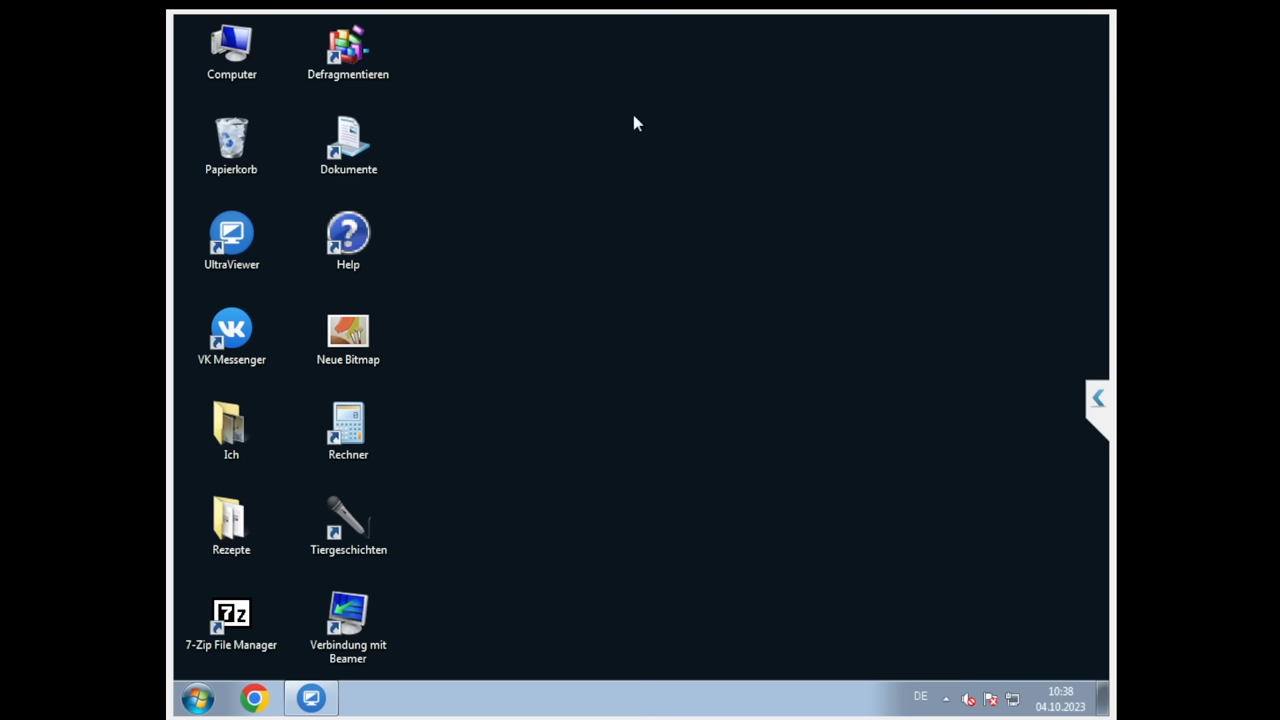 Computer
Defragmentieren
Papierkorb
Dokumente
UltraViewer
Help
VK Messenger
Neue Bitmap
Ich
Rechner
Rezepte
Tiergeschichten
7z
7-Zip File Manager
Verbindung mit
Beamer
DE
10:38
04.10.2023